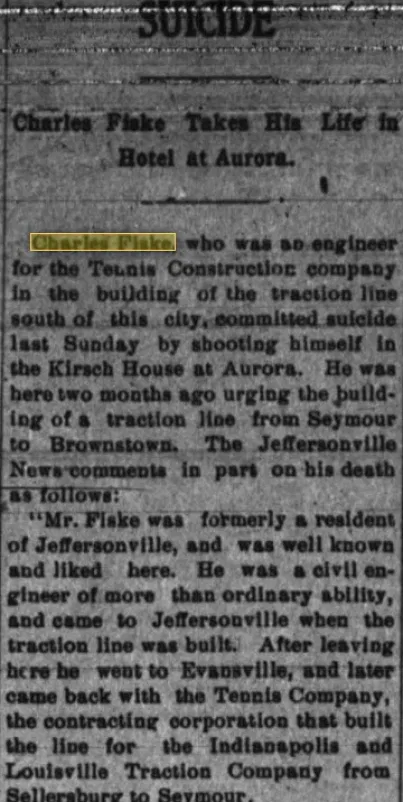 SUICIDE
Charles Fiske Takes His Life in
Hotel at Aurora.
Charles Fiske, who was an engineer
for the Tennis Construction company
in the building of the traction line
south of this city, committed suicide
last Sunday by shooting himself in
the Kirsch House at Aurora. He was
here two months ago urging the build-
ing of a traction line from Seymour
to Brownstown. The Jeffersonville
News comments in part on his death
as follows:
"Mr. Fiske was formerly a resident
of Jeffersonville, and was well known
and liked here. He was a civil en-
gineer of more than ordinary ability,
and came to Jeffersonville when the
traction line was built. After leaving
here he went to Evansville, and later
came back with the Tennis Company,
the contracting corporation that built
the line for the Indianapolis and
Louisville Traction Company from
Sellersburg to Seymour.